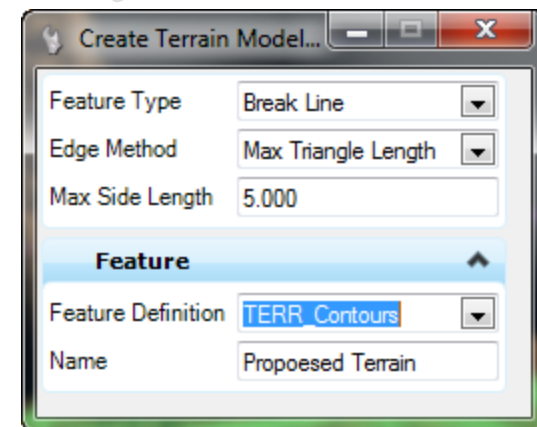 Create Terrain Model...
Feature Type Break Line
Edge Method Max Triangle Length
Max Side Length 5.000
Feature
Feature Definition TERR_Contours
Name Propoesed Terrain